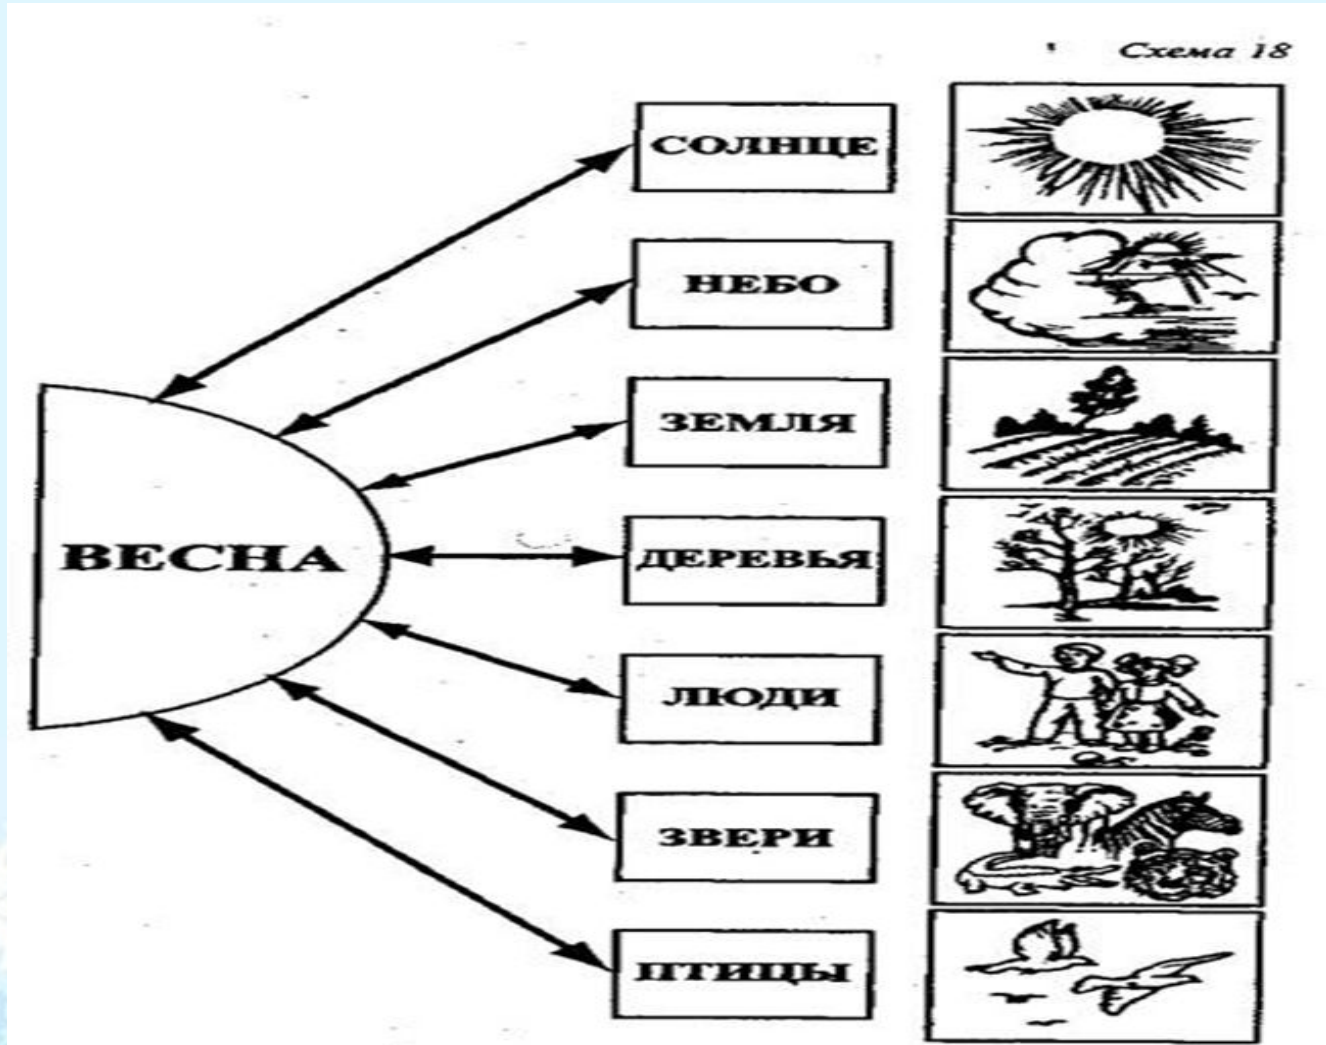 Схема 18
СОЛНЦЕ
НЕБО
ЗЕМЛЯ
ВЕСНА
ДЕРЕВЬЯ
ЛЮДИ
ЗВЕРИ
ПТИЦЫ